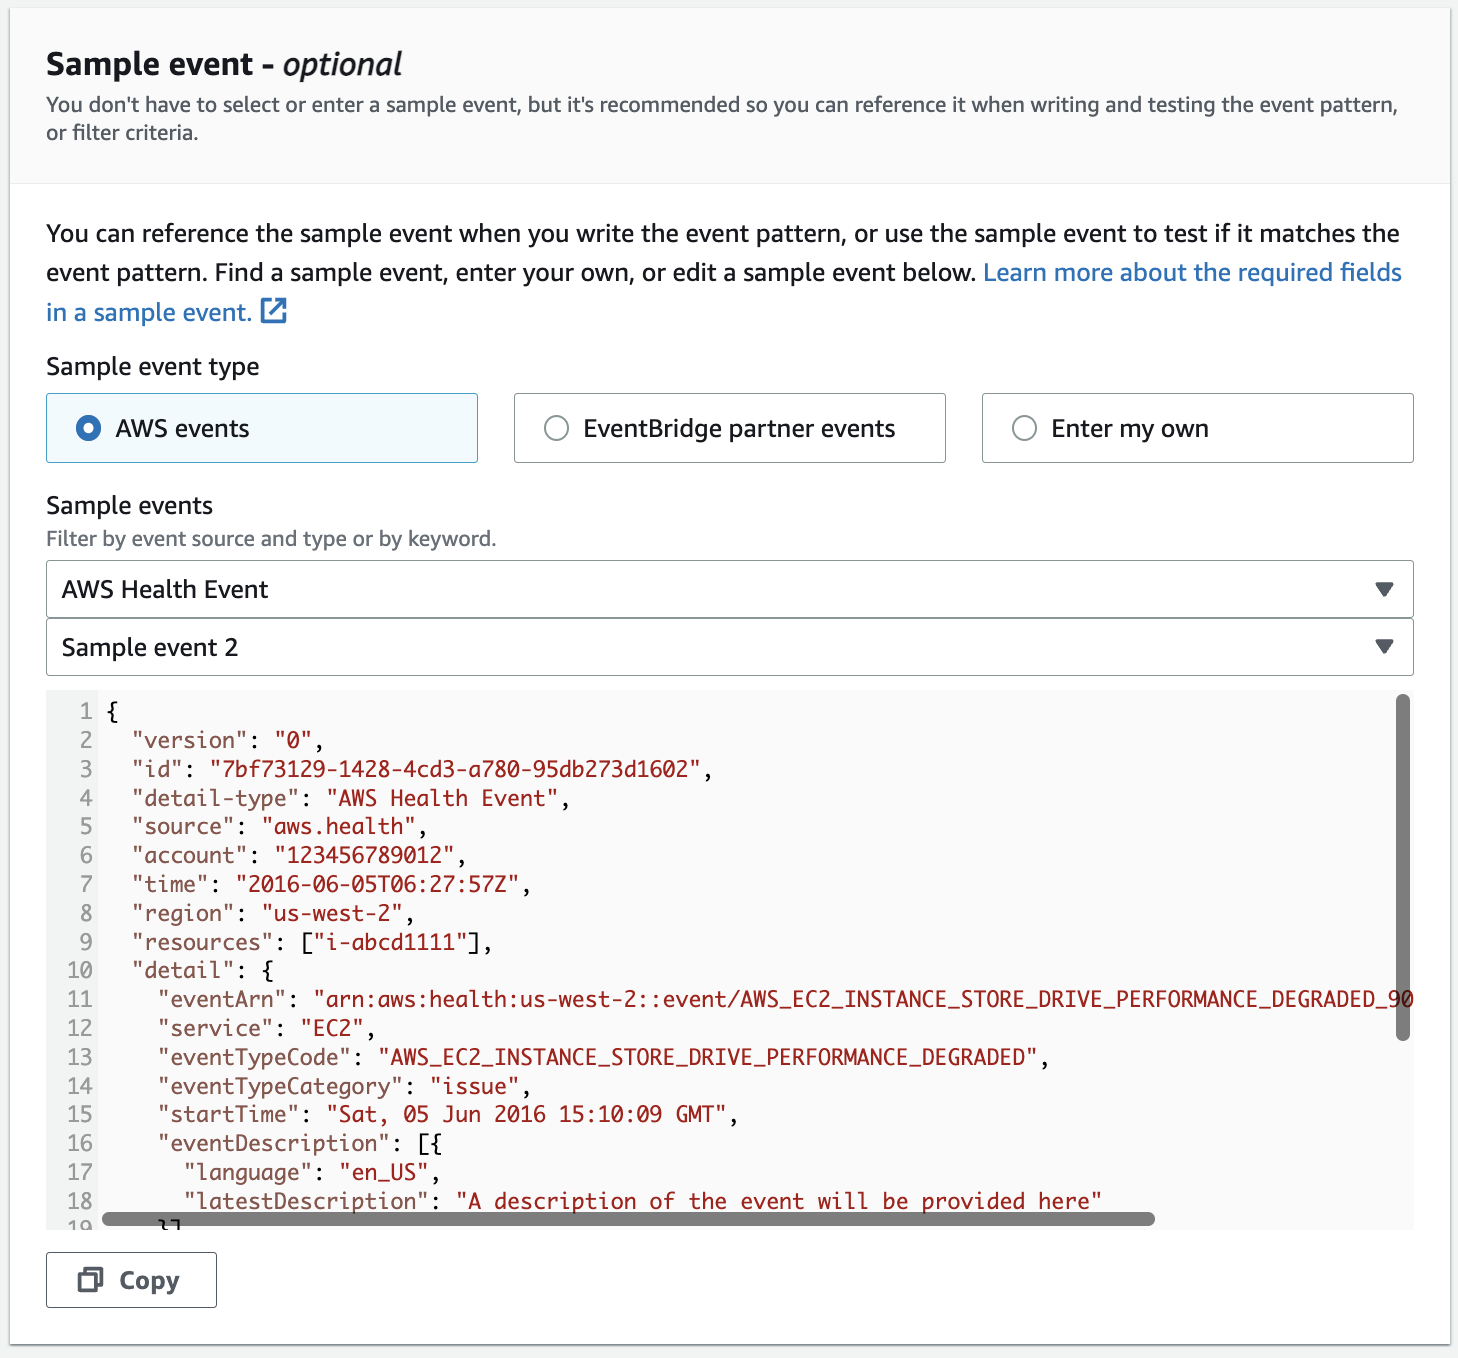 Sample event - optional
You don't have to select or enter a sample event, but it's recommended so you can reference it when writing and testing the event pattern,
or filter criteria.
You can reference the sample event when you write the event pattern, or use the sample event to test if it matches the
event pattern. Find a sample event, enter your own, or edit a sample event below. Learn more about the required fields
in a sample event.
Sample event type
AWS events
EventBridge partner events
Enter my own
Sample events
Filter by event source and type or by keyword.
AWS Health Event
Sample event 2
1 {
2 "version": "0",
3 "id": "7bf73129-1428-4cd3-a780-95db273d1602",
4 "detail-type": "AWS Health Event",
5 "source": "aws.health",
6 "account": "123456789012",
7 "time": "2016-06-05T06:27:57Z",
8 "region": "us-west-2",
9 "resources": ["i-abcd1111"],
10 "detail": {
11 "eventArn": "arn:aws:health:us-west-2::event/AWS_EC2_INSTANCE_STORE_DRIVE_PERFORMANCE_DEGRADED_90
12 "service": "EC2",
13 "eventTypeCode": "AWS_EC2_INSTANCE_STORE_DRIVE_PERFORMANCE_DEGRADED",
14 "eventTypeCategory": "issue",
15 "startTime": "Sat, 05 Jun 2016 15:10:09 GMT",
16 "eventDescription": [{
17 "language": "en_US",
18 "latestDescription": "A description of the event will be provided here"
19 }]
Copy